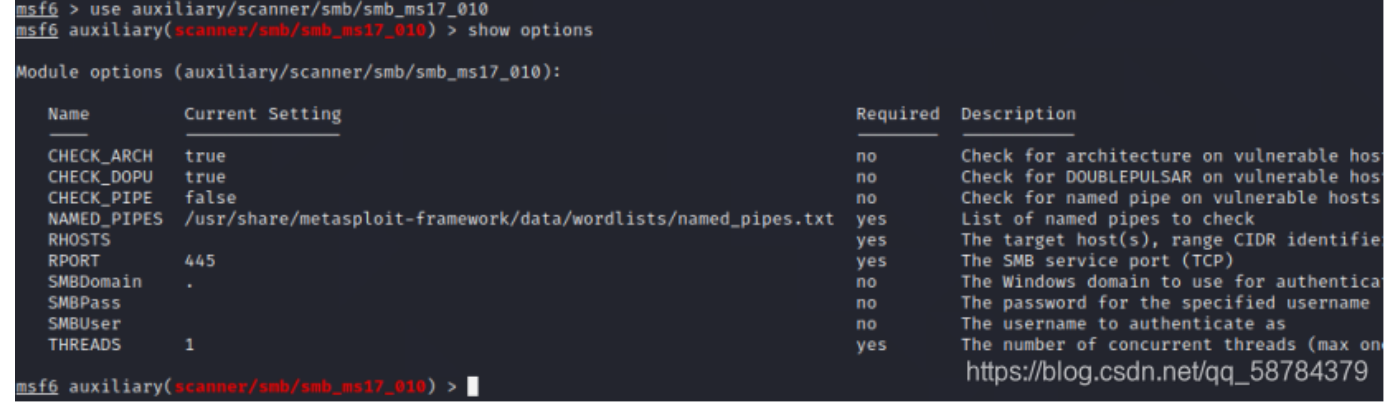 msf6 > use auxiliary/scanner/smb/smb_ms17_010
msf6 auxiliary(scanner/smb/smb_ms17_010) > show options
Module options (auxiliary/scanner/smb/smb_ms17_010):
Name Current Setting Required Description
CHECK_ARCH true no Check for architecture on vulnerable hos
CHECK_DOPU true no Check for DOUBLEPULSAR on vulnerable hos
CHECK_PIPE false no Check for named pipe on vulnerable hosts
NAMED_PIPES /usr/share/metasploit-framework/data/wordlists/named_pipes.txt yes List of named pipes to check
RHOSTS yes The target host(s), range CIDR identifie
RPORT 445 yes The SMB service port (TCP)
SMBDomain . no The Windows domain to use for authentica
SMBPass no The password for the specified username
SMBUser no The username to authenticate as
THREADS 1 yes The number of concurrent threads (max on
msf6 auxiliary(scanner/smb/smb_ms17_010) >
https://blog.csdn.net/qq_58784379